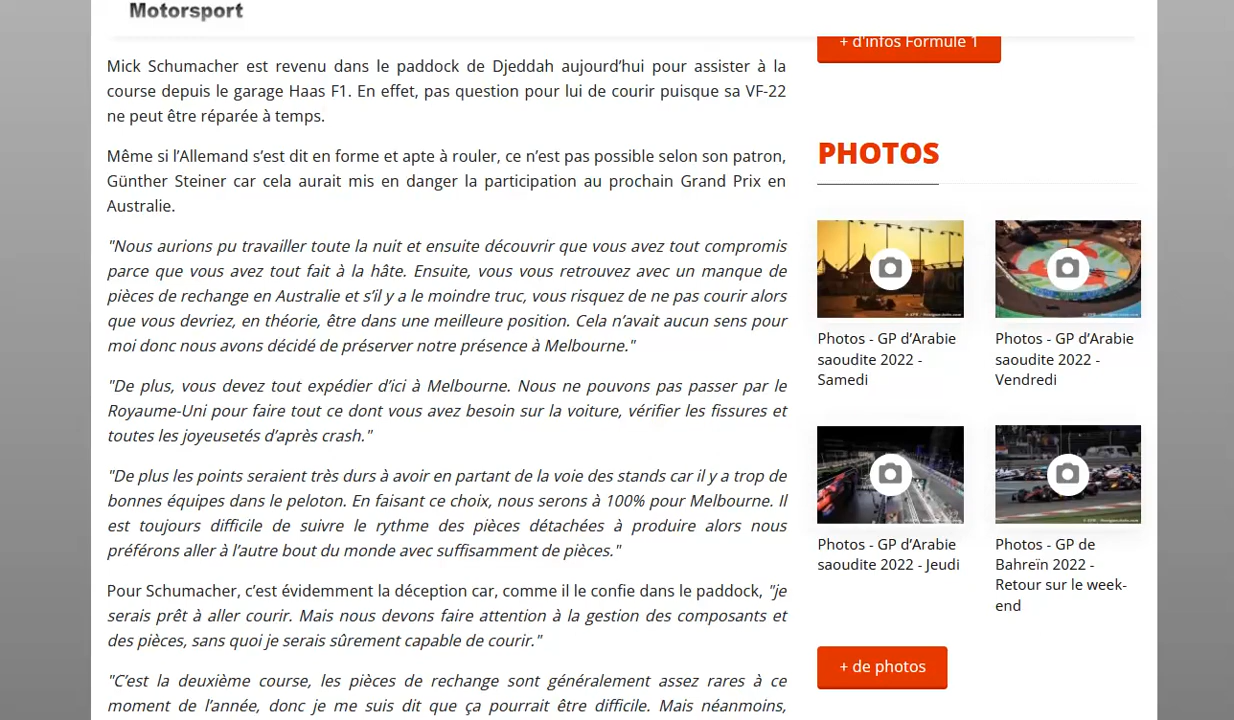 Motorsport
Mick Schumacher est revenu dans le paddock de Djeddah aujourd’hui pour assister à la
course depuis le garage Haas F1. En effet, pas question pour lui de courir puisque sa VF-22
ne peut être réparée à temps.
Même si l’Allemand s’est dit en forme et apte à rouler, ce n’est pas possible selon son patron,
Günther Steiner car cela aurait mis en danger la participation au prochain Grand Prix en
Australie.
"Nous aurions pu travailler toute la nuit et ensuite découvrir que vous avez tout compromis
parce que vous avez tout fait à la hâte. Ensuite, vous vous retrouvez avec un manque de
pièces de rechange en Australie et s’il y a le moindre truc, vous risquez de ne pas courir alors
que vous devriez, en théorie, être dans une meilleure position. Cela n’avait aucun sens pour
moi donc nous avons décidé de préserver notre présence à Melbourne."
"De plus, vous devez tout expédier d’ici à Melbourne. Nous ne pouvons pas passer par le
Royaume-Uni pour faire tout ce dont vous avez besoin sur la voiture, vérifier les fissures et
toutes les joyeusetés d’après crash."
"De plus les points seraient très durs à avoir en partant de la voie des stands car il y a trop de
bonnes équipes dans le peloton. En faisant ce choix, nous serons à 100% pour Melbourne. Il
est toujours difficile de suivre le rythme des pièces détachées à produire alors nous
préférons aller à l’autre bout du monde avec suffisamment de pièces."
Pour Schumacher, c’est évidemment la déception car, comme il le confie dans le paddock, "je
serais prêt à aller courir. Mais nous devons faire attention à la gestion des composants et
des pièces, sans quoi je serais sûrement capable de courir."
"C’est la deuxième course, les pièces de rechange sont généralement assez rares à ce
moment de l’année, donc je me suis dit que ça pourrait être difficile. Mais néanmoins,
+ d'infos Formule 1
PHOTOS
Photos - GP d’Arabie
saoudite 2022 -
Samedi
Photos - GP d’Arabie
saoudite 2022 -
Vendredi
Photos - GP d’Arabie
saoudite 2022 - Jeudi
Photos - GP de
Bahreïn 2022 -
Retour sur le week-
end
+ de photos